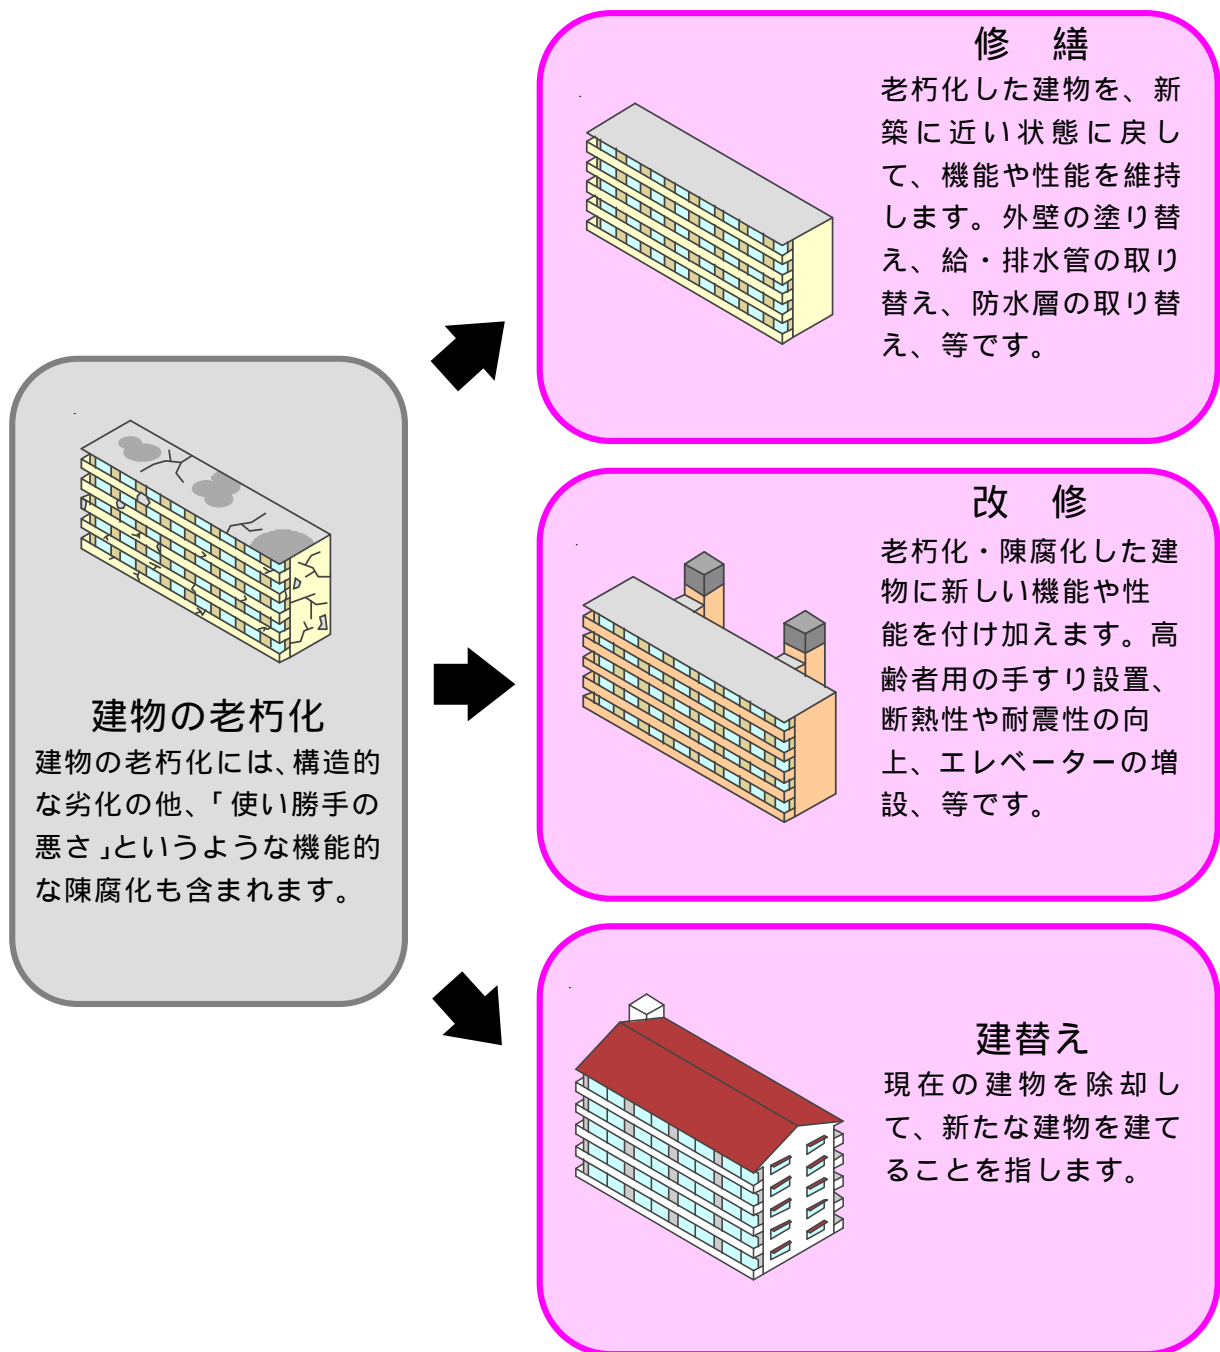 修　繕
老朽化した建物を、新
築に近い状態に戻し
て、機能や性能を維持
します。外壁の塗り替
え、給・排水管の取り
替え、防水層の取り替
え、等です。
建物の老朽化
建物の老朽化には、構造的
な劣化の他、「使い勝手の
悪さ」というような機能的
な陳腐化も含まれます。
改　修
老朽化・陳腐化した建
物に新しい機能や性
能を付け加えます。高
齢者用の手すり設置、
断熱性や耐震性の向
上、エレベーターの増
設、等です。
建替え
現在の建物を除却し
て、新たな建物を建て
ることを指します。